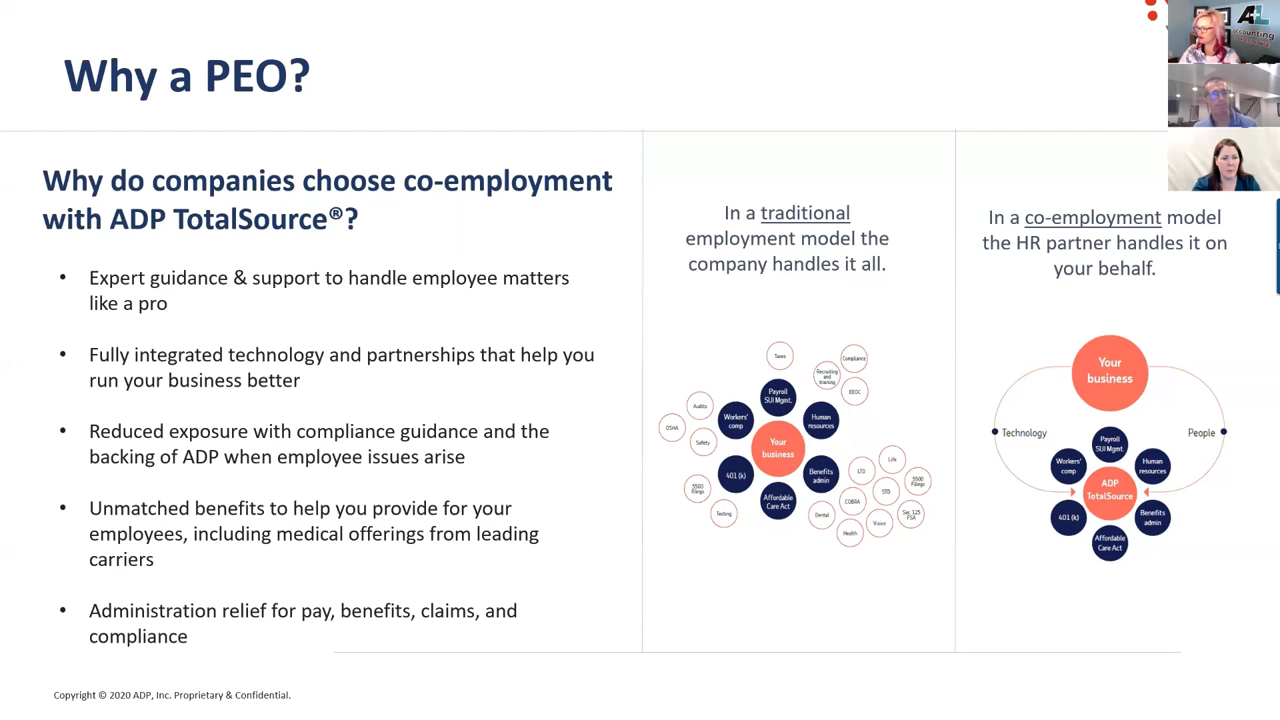 Why a PEO?
Why do companies choose co-employment
with ADP TotalSource®?
• Expert guidance & support to handle employee matters
like a pro
• Fully integrated technology and partnerships that help you
run your business better
• Reduced exposure with compliance guidance and the
backing of ADP when employee issues arise
• Unmatched benefits to help you provide for your
employees, including medical offerings from leading
carriers
• Administration relief for pay, benefits, claims, and
compliance
In a traditional
employment model the
company handles it all.
Taxes
Compliance
Recruiting
and
training
EEOC
Payroll
SUI Mgmt.
Audits
Workers'
comp
Human
resources
OSHA
Safety
Your
business
401 (k)
Benefits
admin
Life
LTD
5500
Filings
5500
filings
STD
Affordable
Care Act
COBRA
Testing
Dental
Sec. 125
FSA
Vision
Health
In a co-employment model
the HR partner handles it on
your behalf.
Your
business
Technology
People
Payroll
SUI Mgmt.
Workers'
comp
Human
resources
ADP
TotalSource
401 (k)
Benefits
admin
Affordable
Care Act
Copyright © 2020 ADP, Inc. Proprietary & Confidential.
A+L
accounting